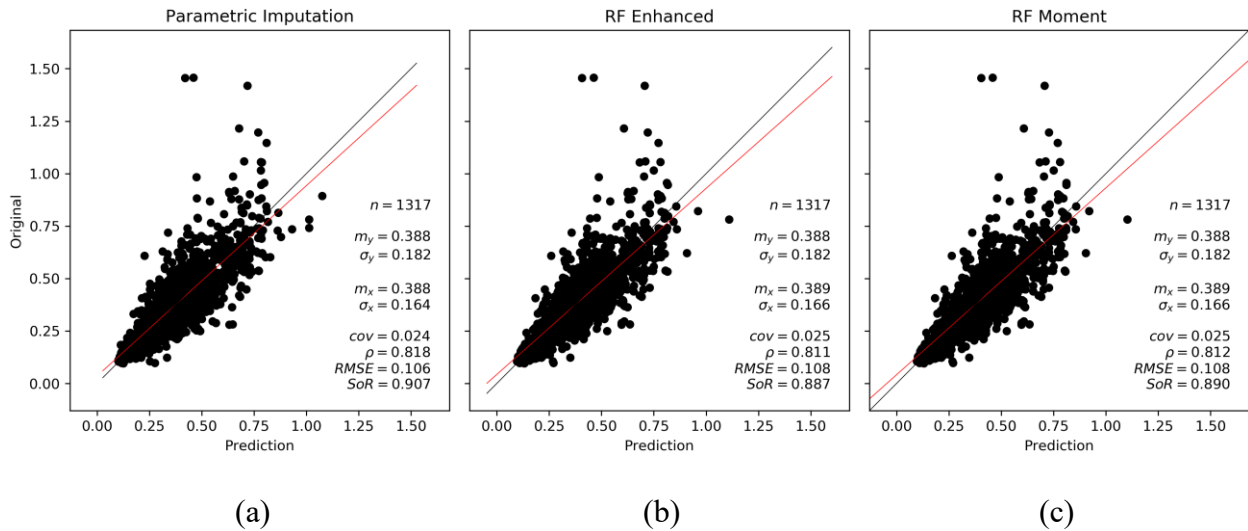 Parametric Imputation
RF Enhanced
RF Moment
Original
1.50
1.25
1.00
0.75
0.50
0.25
0.00
n = 1317
m_y = 0.388
σ_y = 0.182
m_x = 0.388
σ_x = 0.164
cov = 0.024
ρ = 0.818
RMSE = 0.106
SoR = 0.907
n = 1317
m_y = 0.388
σ_y = 0.182
m_x = 0.389
σ_x = 0.166
cov = 0.025
ρ = 0.811
RMSE = 0.108
SoR = 0.887
n = 1317
m_y = 0.388
σ_y = 0.182
m_x = 0.389
σ_x = 0.166
cov = 0.025
ρ = 0.812
RMSE = 0.108
SoR = 0.890
0.00 0.25 0.50 0.75 1.00 1.25 1.50
0.00 0.25 0.50 0.75 1.00 1.25 1.50
0.00 0.25 0.50 0.75 1.00 1.25 1.50
Prediction
Prediction
Prediction
(a)
(b)
(c)